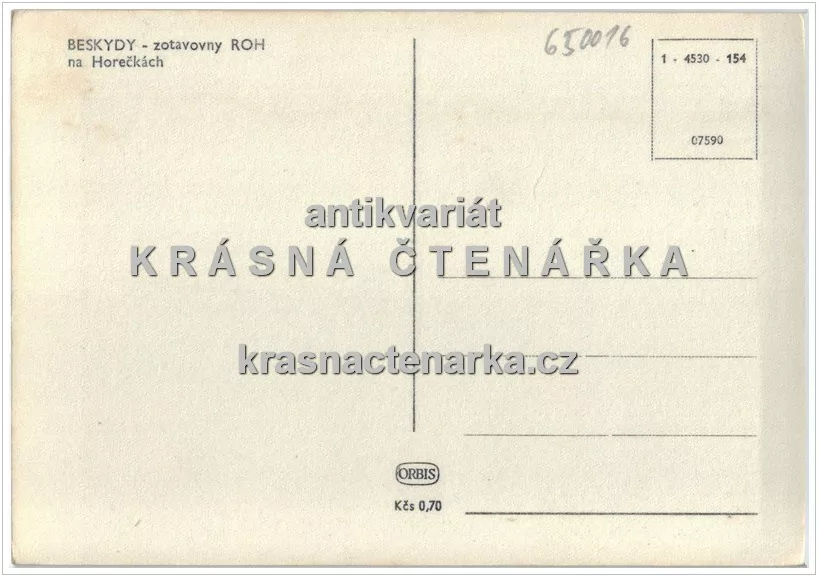 BESKYDY - zotavovny ROH
na Horečkách
650016
1 - 4530 - 154
07590
antikvariát
KRÁSNÁ ČTENÁŘKA
krasnactenarka.cz
ORBIS
Kčs 0,70